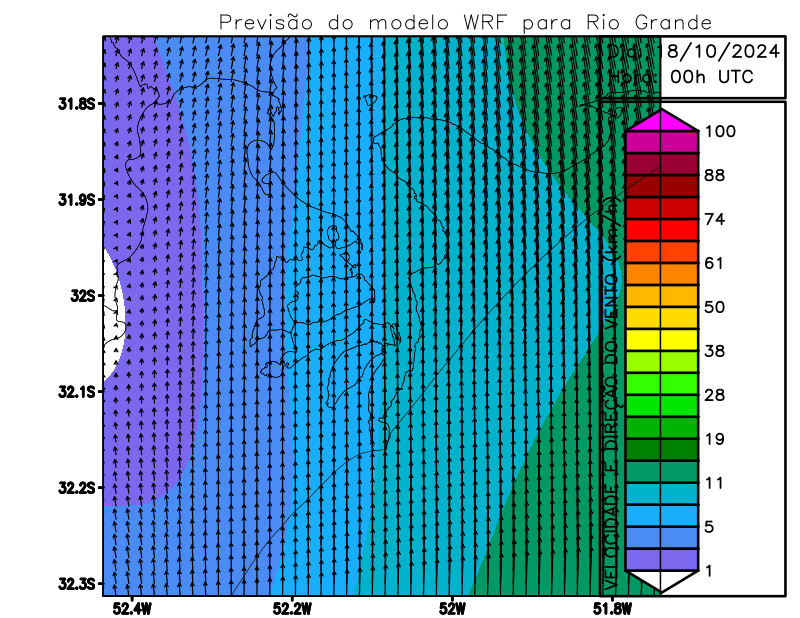 Previsão do modelo WRF para Rio Grande
Dia: 18/10/2024
Hora: 00h UTC
31.8S
31.9S
32S
32.1S
32.2S
32.3S
52.4W
52.2W
52W
51.8W
VELOCIDADE E DIREÇÃO DO VENTO (km/h)
100
88
74
61
50
38
28
19
11
5
1